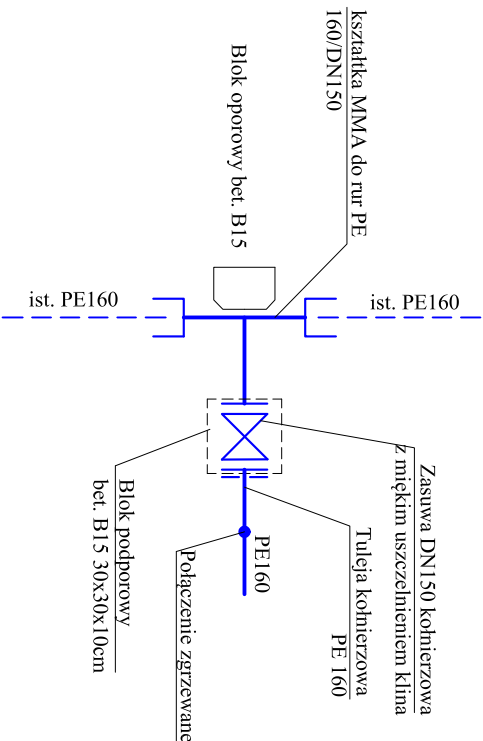 kształtka MMA do rur PE
160/DN150
Blok oporowy bet. B15
ist. PE160
ist. PE160
Zasuwa DN150 kołnierzowa
z miękim uszczelnieniem klina
Tuleja kołnierzowa
PE 160
PE160
Połączenie zgrzewane
Blok podporowy
bet. B15 30x30x10cm